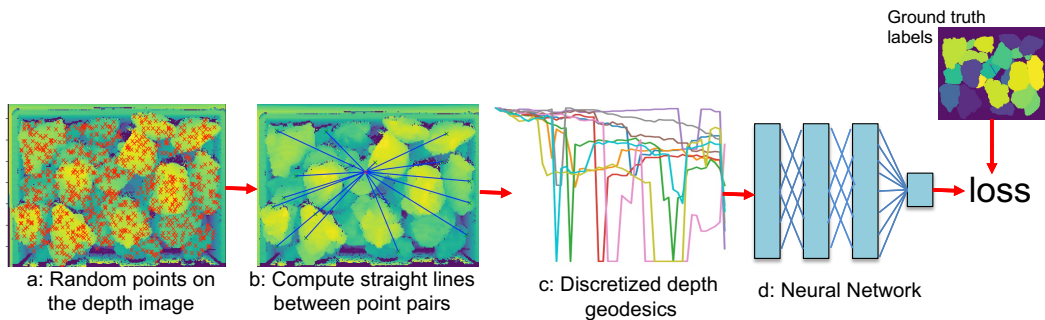 Ground truth
labels
loss
a: Random points on
the depth image
b: Compute straight lines
between point pairs
c: Discretized depth
geodesics
d: Neural Network